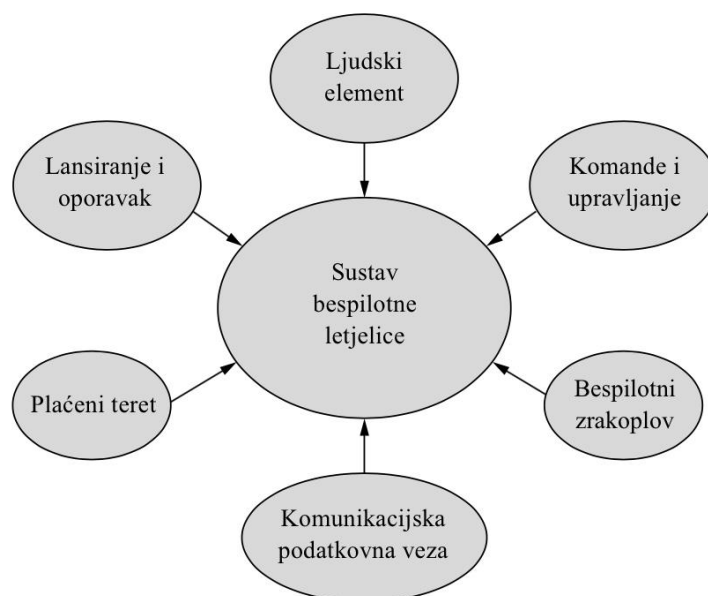 Ljudski
element
Lansiranje i
oporavak
Komande i
upravljanje
Sustav
bespilotne
letjelice
Plaćeni teret
Bespilotni
zrakoplov
Komunikacijska
podatkovna veza